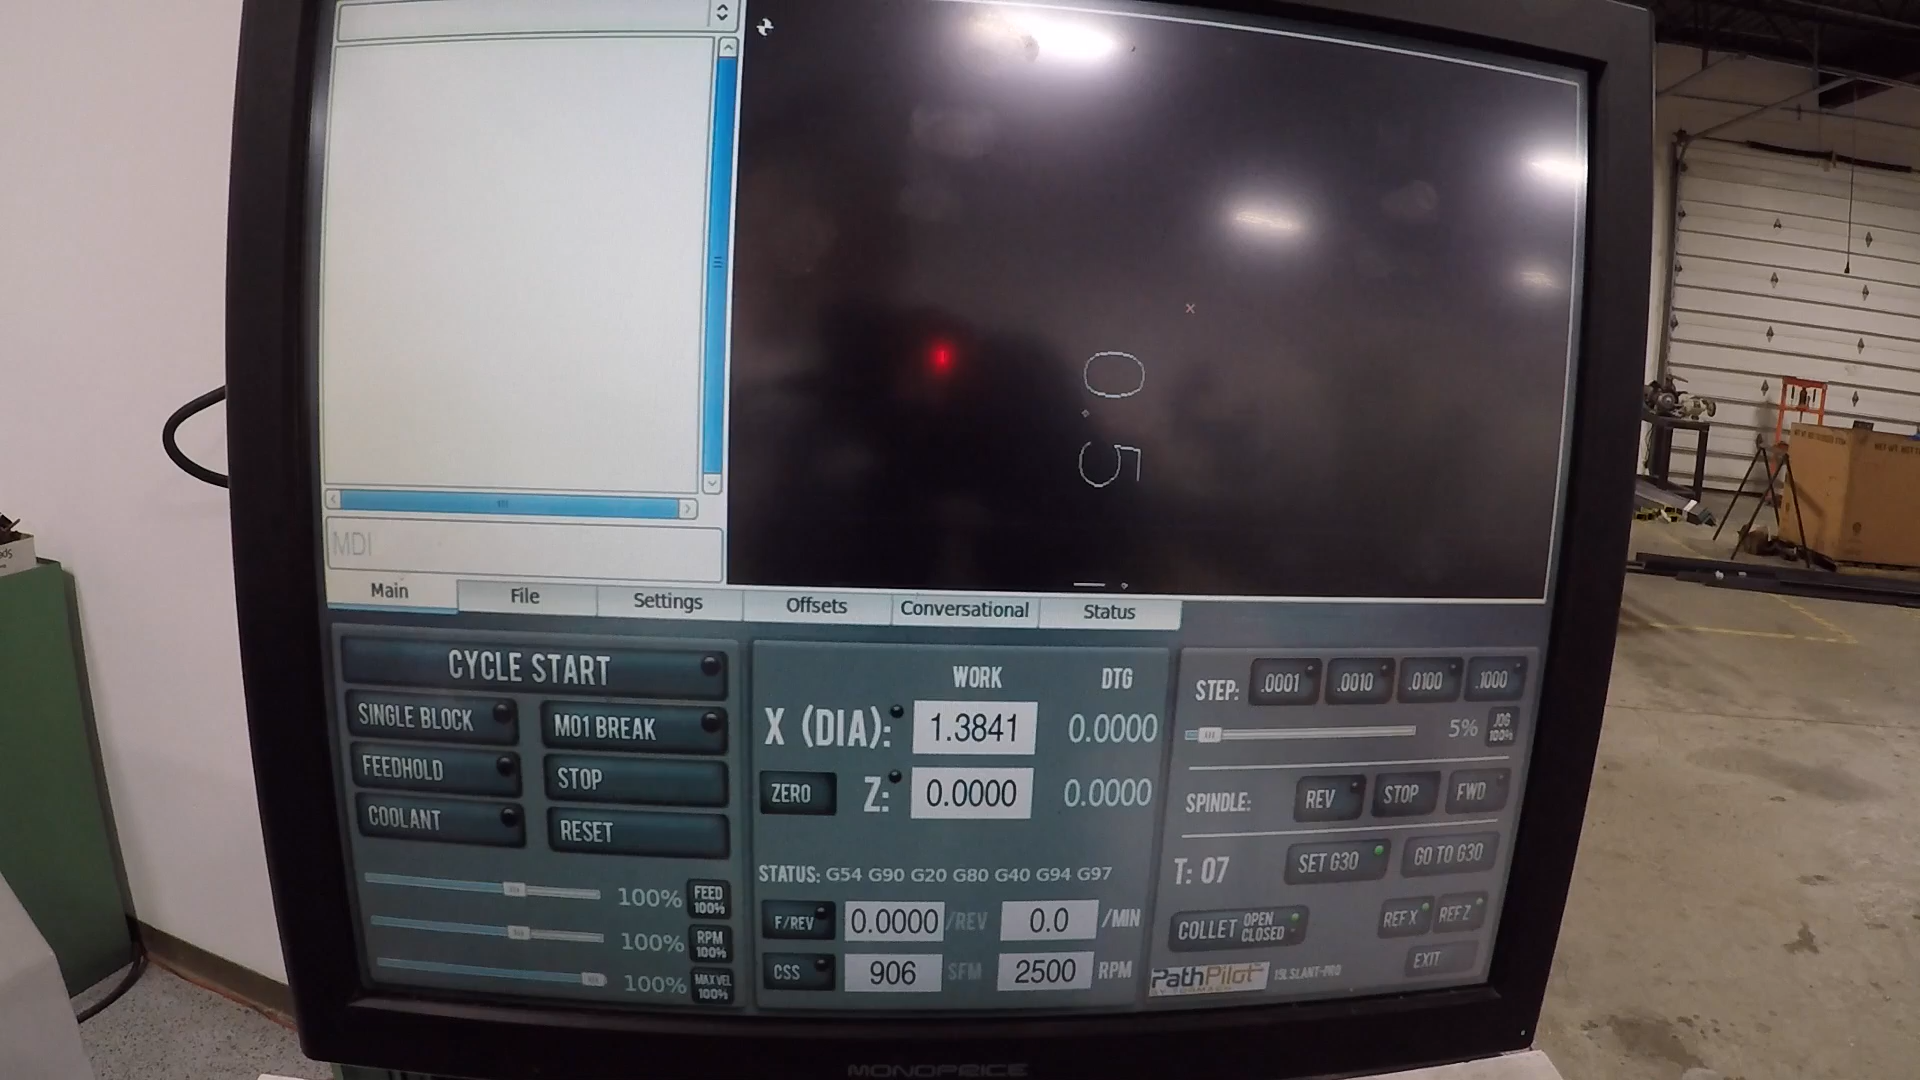 0.5
MDI
Main File Settings Offsets Conversational Status
CYCLE START
SINGLE BLOCK M01 BREAK
FEEDHOLD STOP
COOLANT RESET
100% FEED 100%
100% RPM 100%
100% MAX VEL 100%
WORK DTG
X (DIA): 1.3841 0.0000
ZERO Z: 0.0000 0.0000
STATUS: G54 G90 G20 G80 G40 G94 G97
F/REV 0.0000 /REV 0.0 /MIN
CSS 906 SFM 2500 RPM
STEP: .0001 .0010 .0100 .1000
5% JOG 100%
SPINDLE: REV STOP FWD
T: 07 SET G30 GO TO G30
COLLET OPEN CLOSED REF X REF Z
EXIT
PathPilot 15LSLANT-PRO
BY TORMACH
MONOPRICE